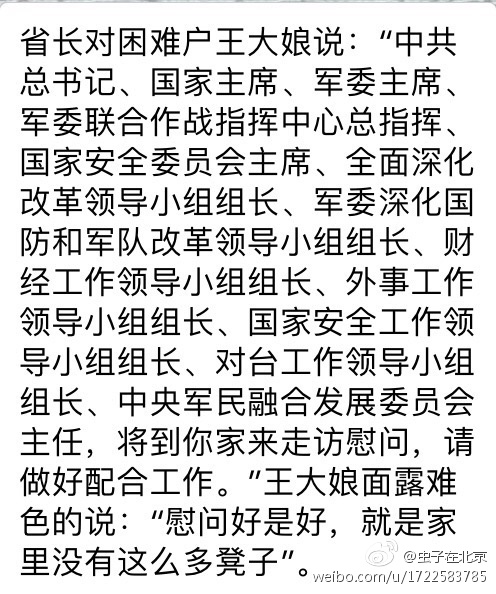 省长对困难户王大娘说：“中共
总书记、国家主席、军委主席、
军委联合作战指挥中心总指挥、
国家安全委员会主席、全面深化
改革领导小组组长、军委深化国
防和军队改革领导小组组长、财
经工作领导小组组长、外事工作
领导小组组长、国家安全工作领
导小组组长、对台工作领导小组
组长、中央军民融合发展委员会
主任，将到你家来走访慰问，请
做好配合工作。”王大娘面露难
色的说：“慰问好是好，就是家
里没有这么多凳子”。
@虫子在北京
weibo.com/u/1722583785